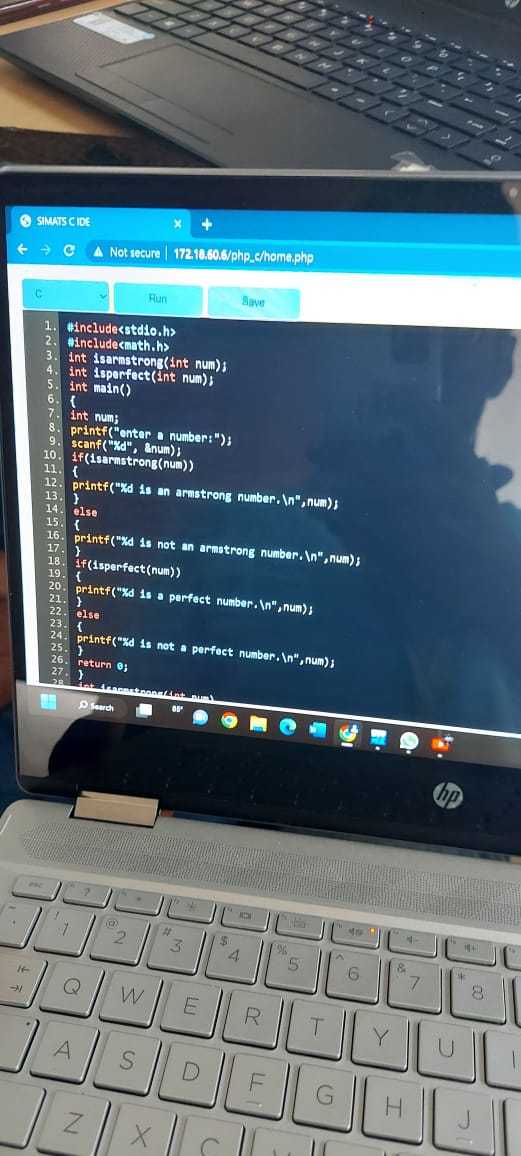 SIMATS C IDE
Not secure | 172.18.60.6/php_c/home.php
C Run Save
1. #include<stdio.h>
2. #include<math.h>
3. int isarmstrong(int num);
4. int isperfect(int num);
5. int main()
6. {
7. int num;
8. printf("enter a number:");
9. scanf("%d", &num);
10. if(isarmstrong(num))
11. {
12. printf("%d is an armstrong number.\n",num);
13. }
14. else
15. {
16. printf("%d is not an armstrong number.\n",num);
17. }
18. if(isperfect(num))
19. {
20. printf("%d is a perfect number.\n",num);
21. }
22. else
23. {
24. printf("%d is not a perfect number.\n",num);
25. }
26. return 0;
27. }
28. int isarmstrong(int num)
Search 85°
hp
esc ?
! 1 @ 2 # 3 $ 4 % 5 ^ 6 & 7 * 8
Q W E R T Y U
A S D F G H J
Z X C